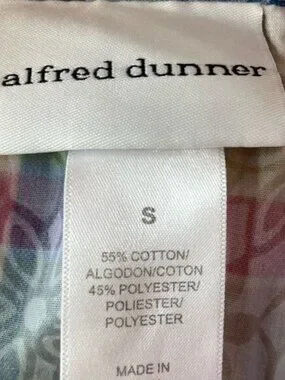 alfred dunner
S
55% COTTON/
ALGODON/COTON
45% POLYESTER/
POLIESTER/
POLYESTER
MADE IN